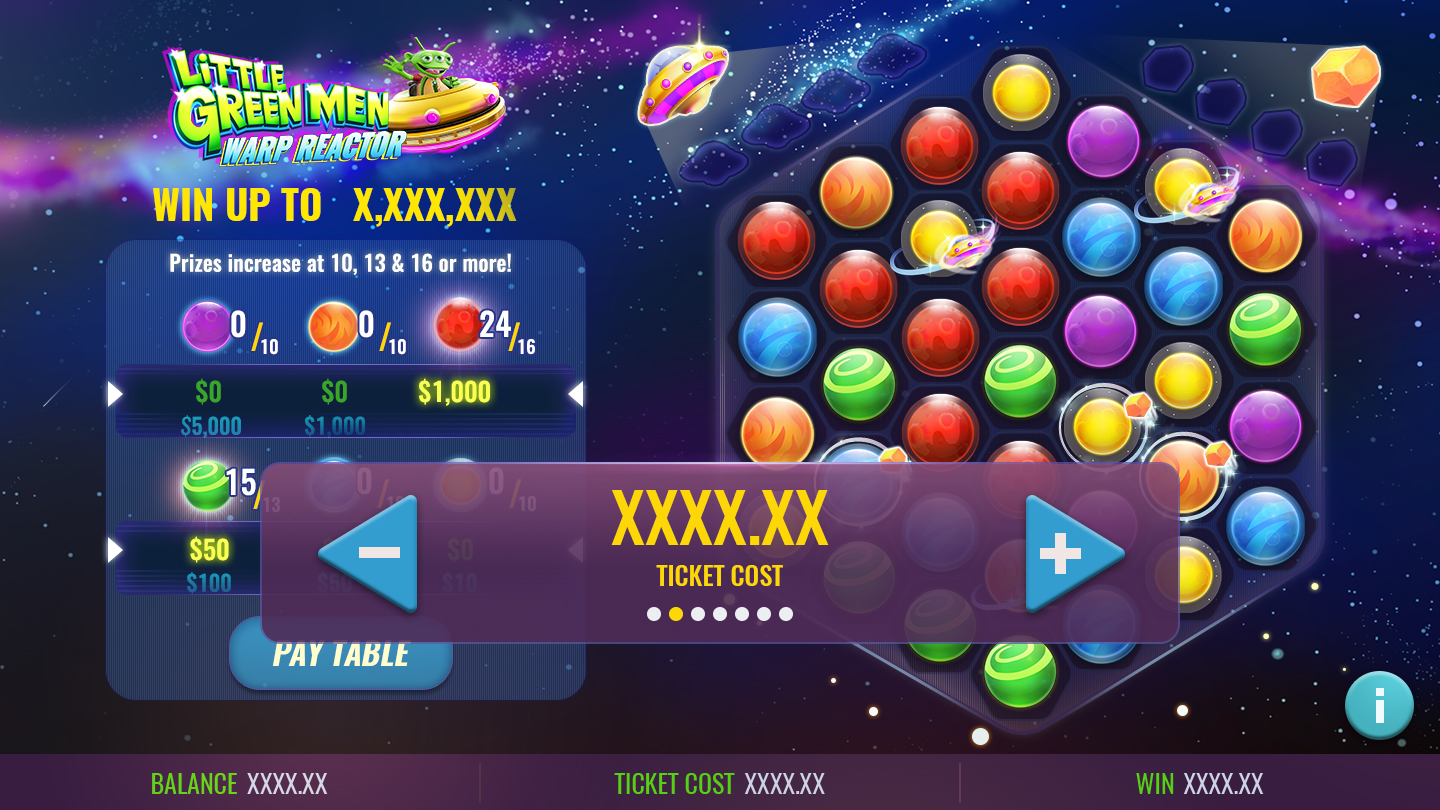 LITTLE
GREEN MEN
WARP REACTOR
WIN UP TO X,XXX,XXX
Prizes increase at 10, 13 & 16 or more!
0/10 0/10 24/16
$0 $0 $1,000
$5,000 $1,000
15/13 0/10 0/10
$50 $0
$100 $50 $10
XXXX.XX
TICKET COST
PAY TABLE
i
BALANCE XXXX.XX TICKET COST XXXX.XX WIN XXXX.XX